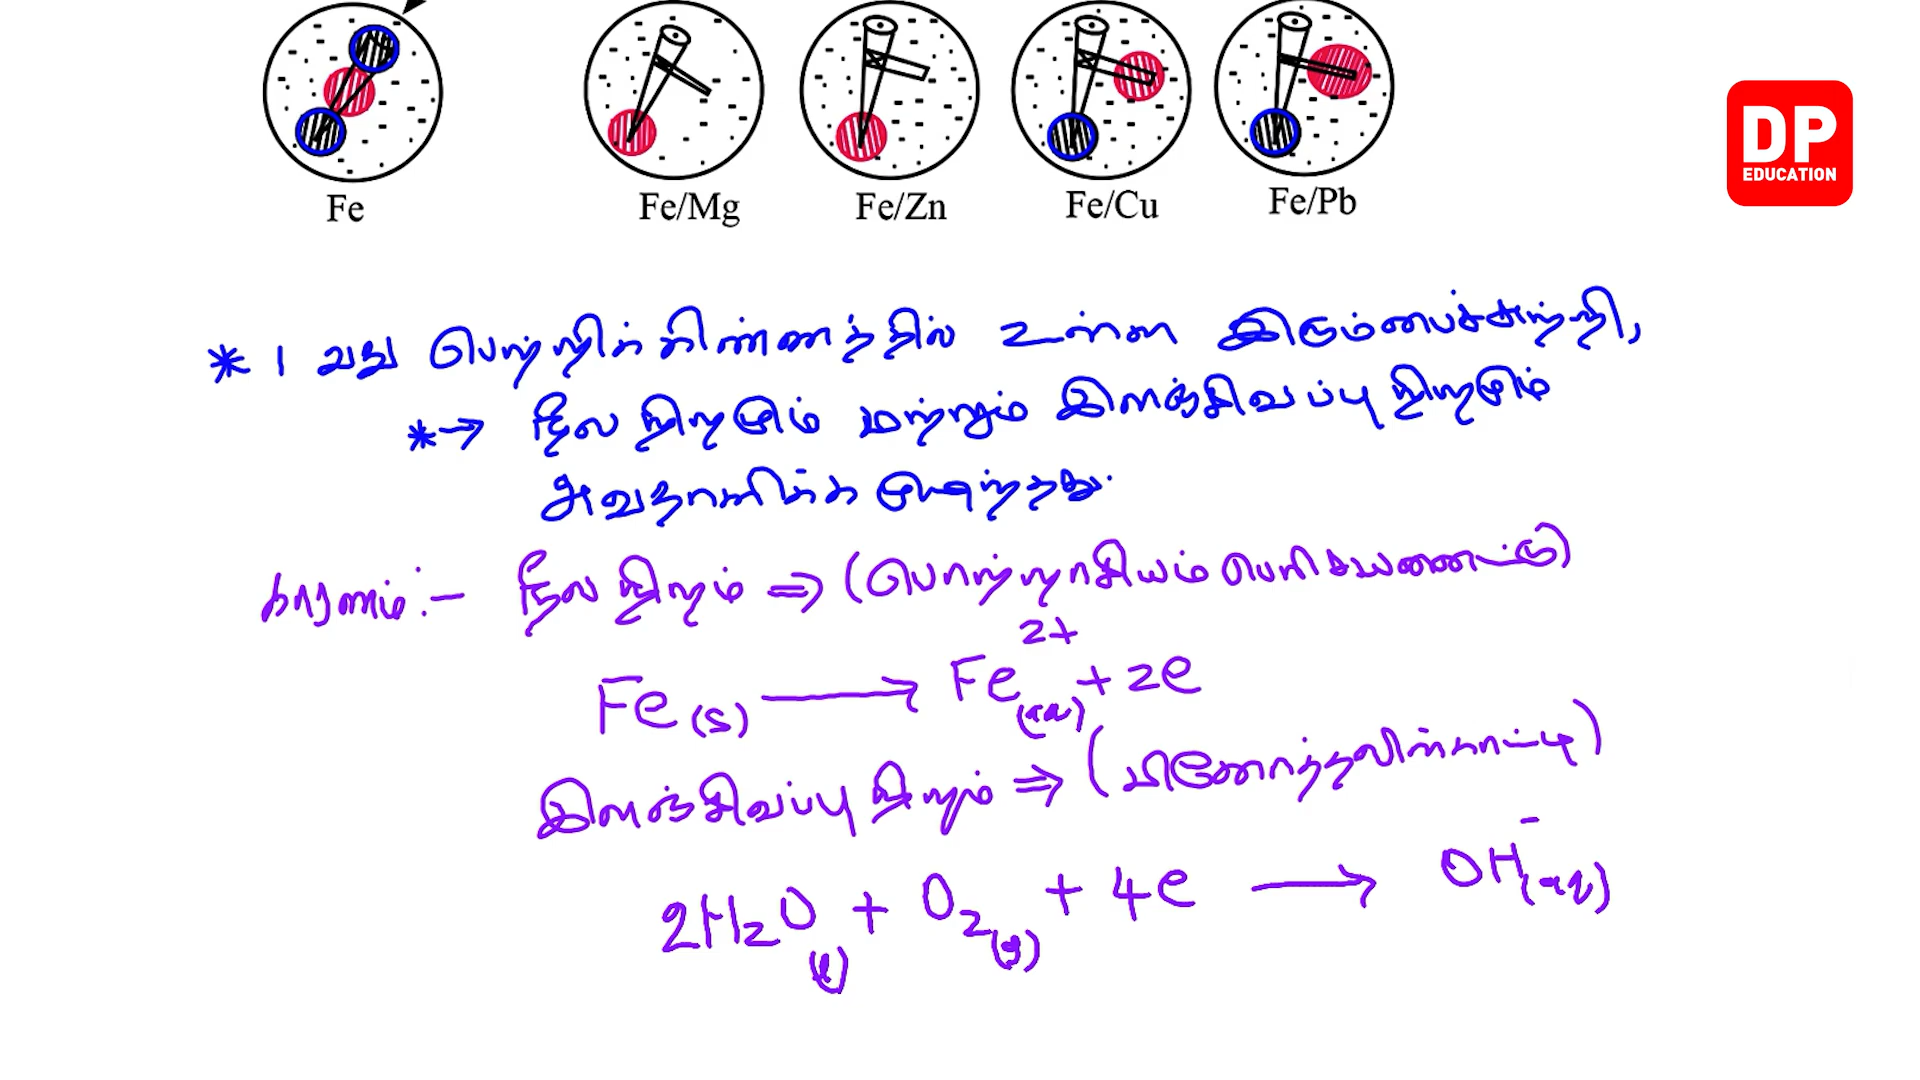 Fe Fe/Mg Fe/Zn Fe/Cu Fe/Pb
DP
EDUCATION
* 1 வது பெற்றிக்கிண்ணத்தில் உள்ள இரும்பைச்சுற்றி,
*→ நீல நிறமும் மற்றும் இளஞ்சிவப்பு நிறமும்
அவதானிக்க முடிந்தது.
காரணம்:- நீல நிறம் ⇒ (பொற்றாசியம் பெரிசயனைட்டு)
Fe(s) ⟶ Fe²⁺(aq) + 2e
இளஞ்சிவப்பு நிறம் ⇒ (பினோத்தலின்காட்டி)
2H₂O(l) + O₂(g) + 4e ⟶ OH⁻(aq)